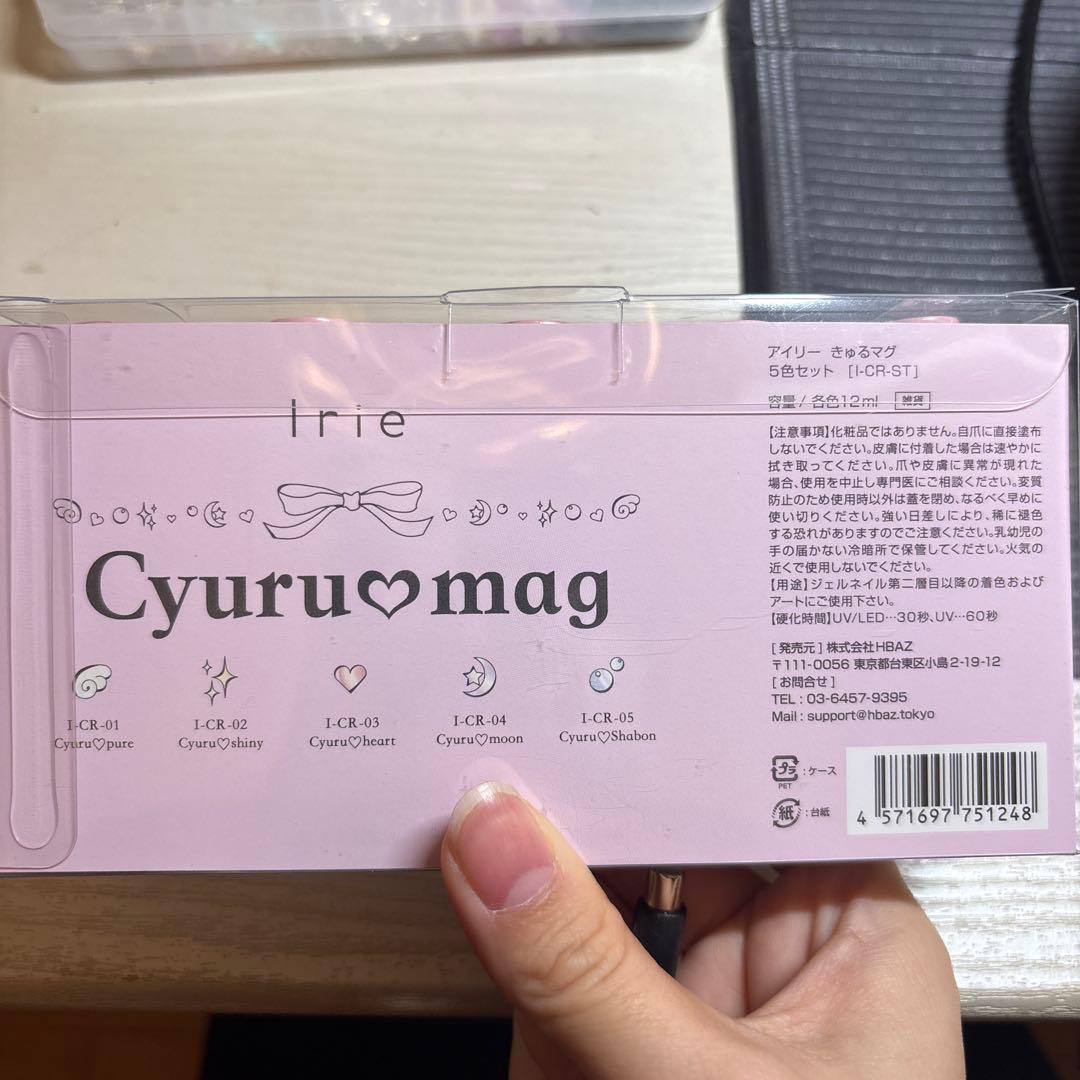 irie
Cyuru♡mag
I-CR-01
Cyuru♡pure
I-CR-02
Cyuru♡shiny
I-CR-03
Cyuru♡heart
I-CR-04
Cyuru♡moon
I-CR-05
Cyuru♡Shabon
アイリー きゅるマグ
5色セット [I-CR-ST]
容量 / 各色12ml 雑貨
【注意事項】化粧品ではありません。自爪に直接塗布
しないでください。皮膚に付着した場合は速やかに
拭き取ってください。爪や皮膚に異常が現れた
場合、使用を中止し専門医にご相談ください。変質
防止のため使用時以外は蓋を閉め、なるべく早めに
使い切りください。強い日差しにより、稀に褪色
する恐れがありますのでご注意ください。乳幼児の
手の届かない冷暗所で保管してください。火気の
近くで使用しないでください。
【用途】ジェルネイル第二層目以降の着色および
アートにご使用下さい。
【硬化時間】UV/LED…30秒、UV…60秒
[ 発売元 ] 株式会社HBAZ
〒111-0056 東京都台東区小島2-19-12
[ お問合せ ]
TEL : 03-6457-9395
Mail : support@hbaz.tokyo
プラ : ケース
PET
紙 : 台紙
4 571697 751248